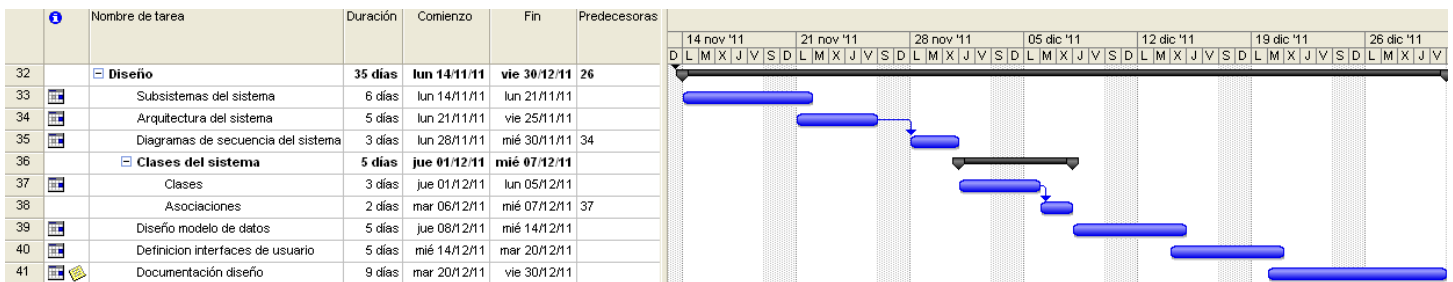 Nombre de tarea Duración Comienzo Fin Predecesoras
14 nov '11 21 nov '11 28 nov '11 05 dic '11 12 dic '11 19 dic '11 26 dic '11
D L M X J V S D L M X J V S D L M X J V S D L M X J V S D L M X J V S D L M X J V S D L M X J V
32 Diseño 35 días lun 14/11/11 vie 30/12/11 26
33 Subsistemas del sistema 6 días lun 14/11/11 lun 21/11/11
34 Arquitectura del sistema 5 días lun 21/11/11 vie 25/11/11
35 Diagramas de secuencia del sistema 3 días lun 28/11/11 mié 30/11/11 34
36 Clases del sistema 5 días jue 01/12/11 mié 07/12/11
37 Clases 3 días jue 01/12/11 lun 05/12/11
38 Asociaciones 2 días mar 06/12/11 mié 07/12/11 37
39 Diseño modelo de datos 5 días jue 08/12/11 mié 14/12/11
40 Definicion interfaces de usuario 5 días mié 14/12/11 mar 20/12/11
41 Documentación diseño 9 días mar 20/12/11 vie 30/12/11